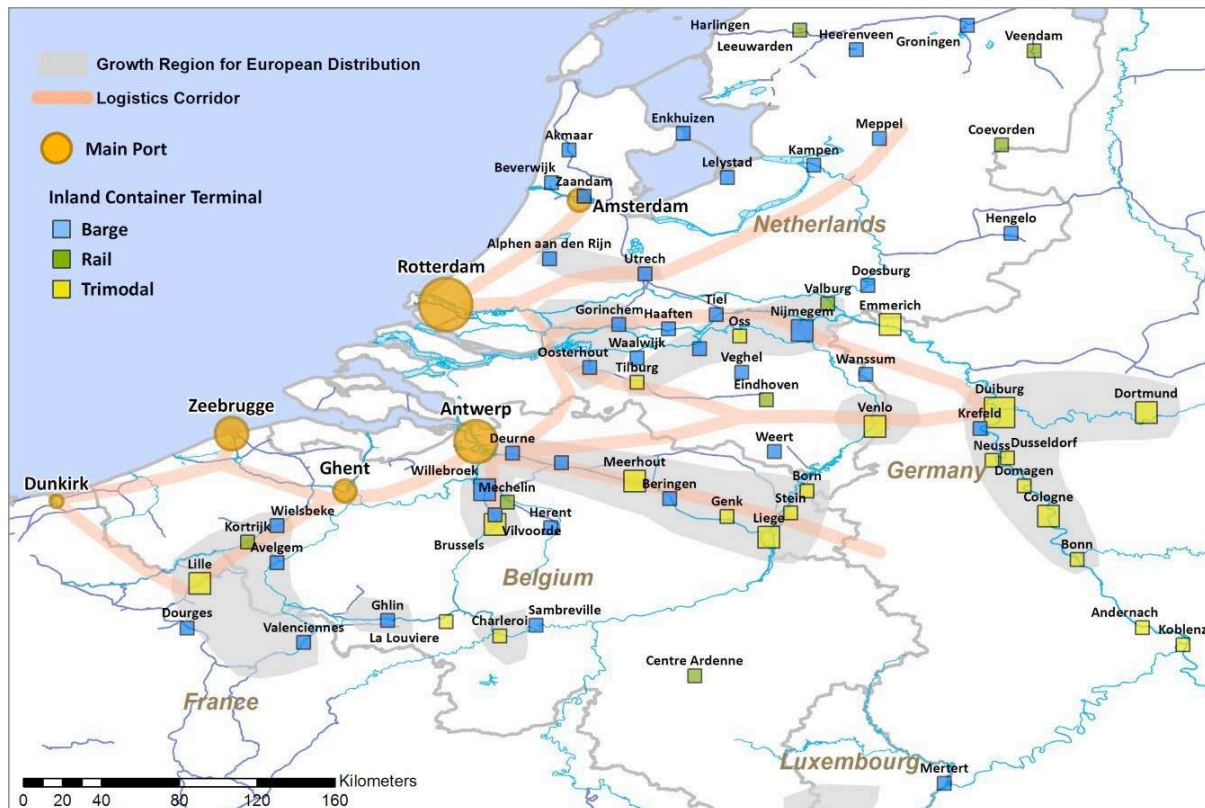 Growth Region for European Distribution
Logistics Corridor
Main Port
Inland Container Terminal
Barge
Rail
Trimodal
Harlingen
Leeuwarden
Heerenveen
Groningen
Veendam
Enkhuizen
Akmaar
Meppel
Coevorden
Beverwijk
Zaandam
Lelystad
Kampen
Amsterdam
Netherlands
Hengelo
Alphen aan den Rijn
Utrech
Rotterdam
Doesburg
Valburg
Emmerich
Tiel
Gorinchem
Haaften
Oss
Nijmegem
Waalwijk
Oosterhout
Tilburg
Veghel
Wanssum
Eindhoven
Duiburg
Dortmund
Zeebrugge
Antwerp
Venlo
Krefeld
Deurne
Weert
Neuss
Dusseldorf
Ghent
Willebroek
Meerhout
Born
Germany
Domagen
Dunkirk
Mechelin
Beringen
Stein
Cologne
Wielsbeke
Genk
Kortrijk
Herent
Vilvoorde
Liege
Avelgem
Brussels
Bonn
Lille
Belgium
Dourges
Ghlin
Sambreville
Valenciennes
La Louviere
Charleroi
Andernach
Koblenz
Centre Ardenne
France
Luxembourg
Mertert
Kilometers
0 20 40 80 120 160